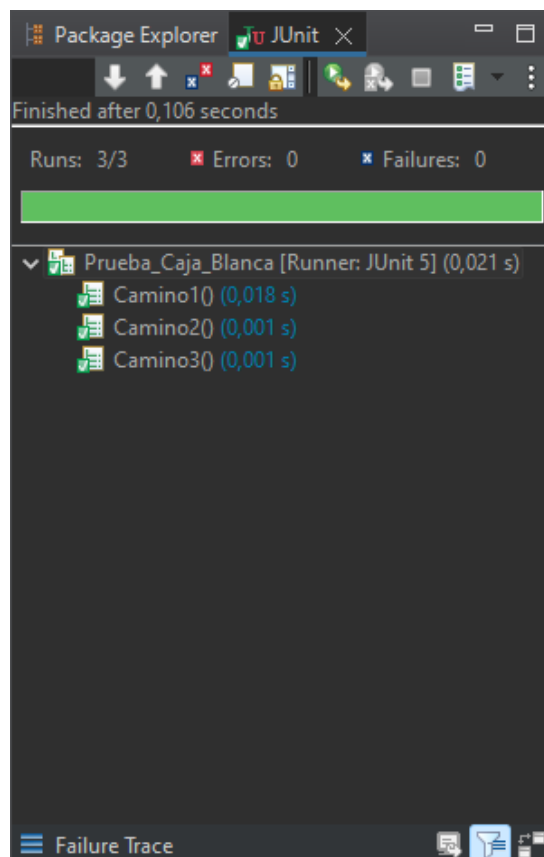 Package Explorer JUnit
Finished after 0,106 seconds
Runs: 3/3 Errors: 0 Failures: 0
Prueba_Caja_Blanca [Runner: JUnit 5] (0,021 s)
Camino1() (0,018 s)
Camino2() (0,001 s)
Camino3() (0,001 s)
Failure Trace